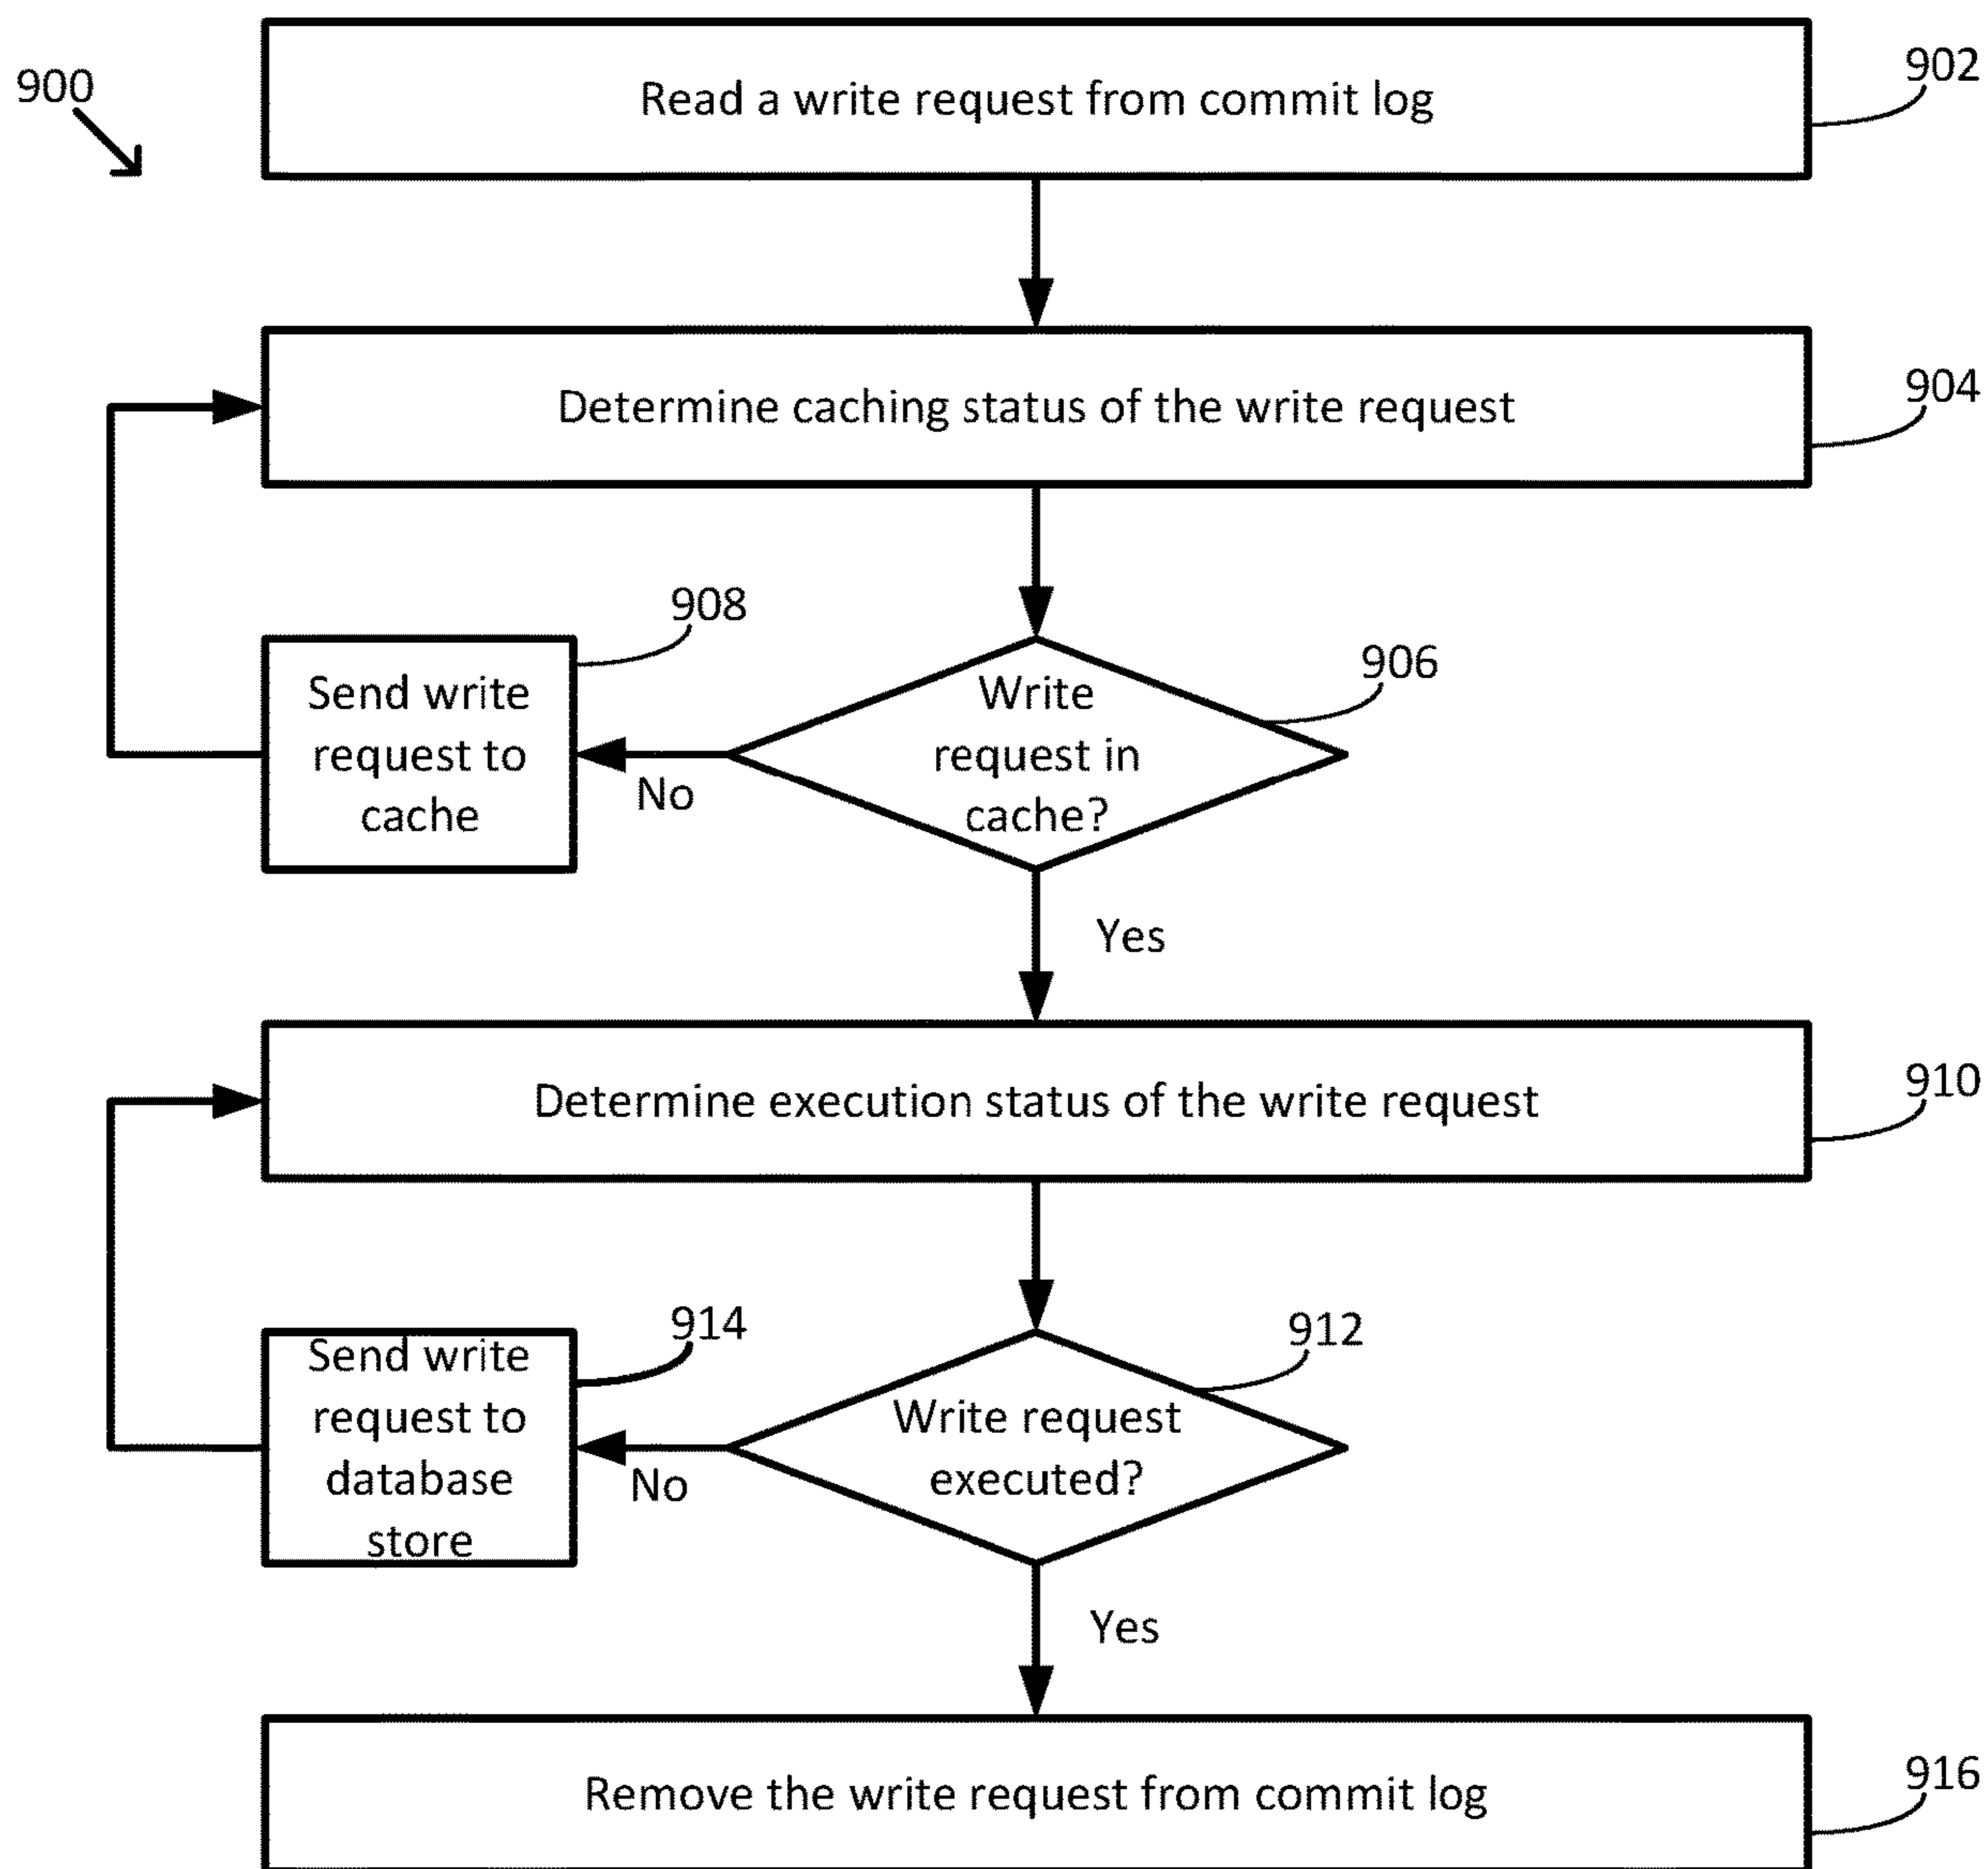 900
Read a write request from commit log
902
Determine caching status of the write request
904
908
Send write
request to
cache
No
906
Write
request in
cache?
Yes
Determine execution status of the write request
910
914
Send write
request to
database
store
No
912
Write request
executed?
Yes
Remove the write request from commit log
916